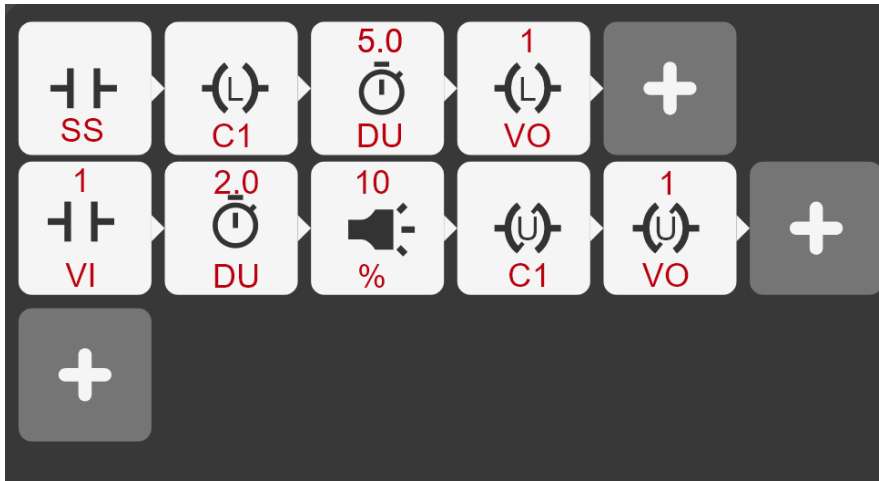 5.0 1
L L
SS C1 DU VO
1 2.0 10 1
U U
VI DU % C1 VO